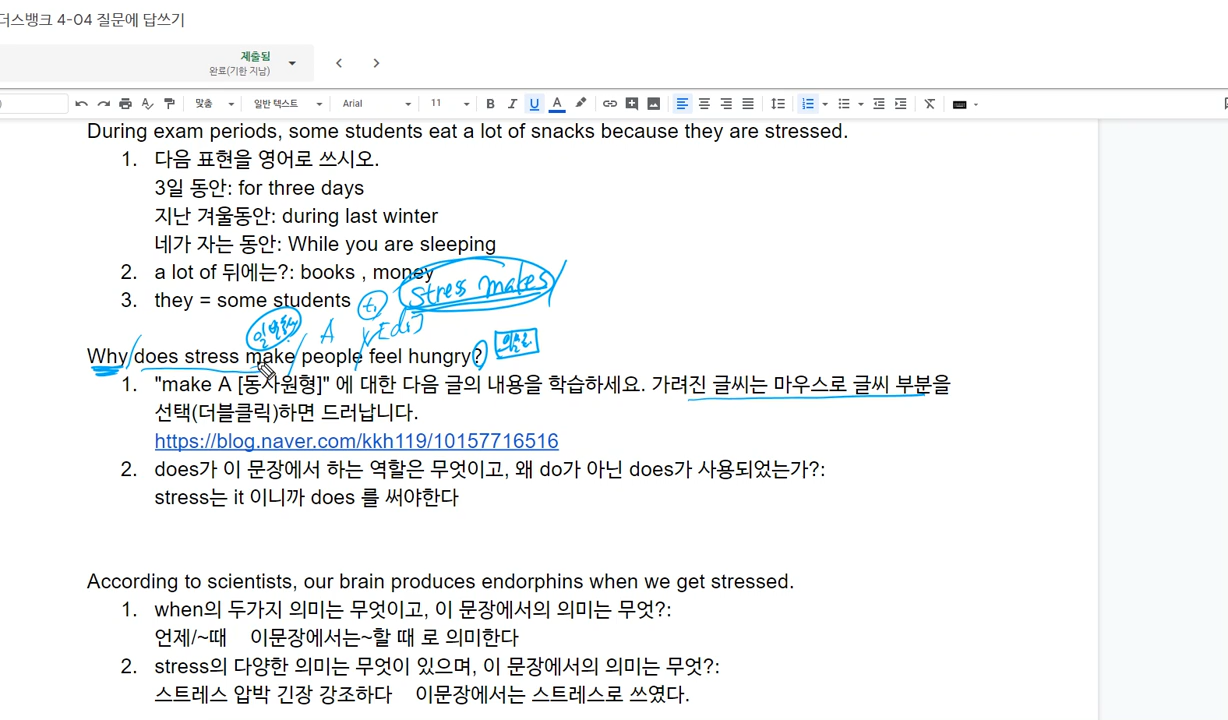 더스뱅크 4-04 질문에 답쓰기
제출됨
완료(기한 지남)
맞춤 일반 텍스트 Arial 11 B I U A
During exam periods, some students eat a lot of snacks because they are stressed.
1. 다음 표현을 영어로 쓰시오.
3일 동안: for three days
지난 겨울동안: during last winter
네가 자는 동안: While you are sleeping
2. a lot of 뒤에는?: books , money
stress makes
3. they = some students
A
Why does stress make people feel hungry?
1. "make A [동사원형]" 에 대한 다음 글의 내용을 학습하세요. 가려진 글씨는 마우스로 글씨 부분을
선택(더블클릭)하면 드러납니다.
https://blog.naver.com/kkh119/10157716516
2. does가 이 문장에서 하는 역할은 무엇이고, 왜 do가 아닌 does가 사용되었는가?:
stress는 it 이니까 does 를 써야한다
According to scientists, our brain produces endorphins when we get stressed.
1. when의 두가지 의미는 무엇이고, 이 문장에서의 의미는 무엇?:
언제/~때 이문장에서는~할 때 로 의미한다
2. stress의 다양한 의미는 무엇이 있으며, 이 문장에서의 의미는 무엇?:
스트레스 압박 긴장 강조하다 이문장에서는 스트레스로 쓰였다.